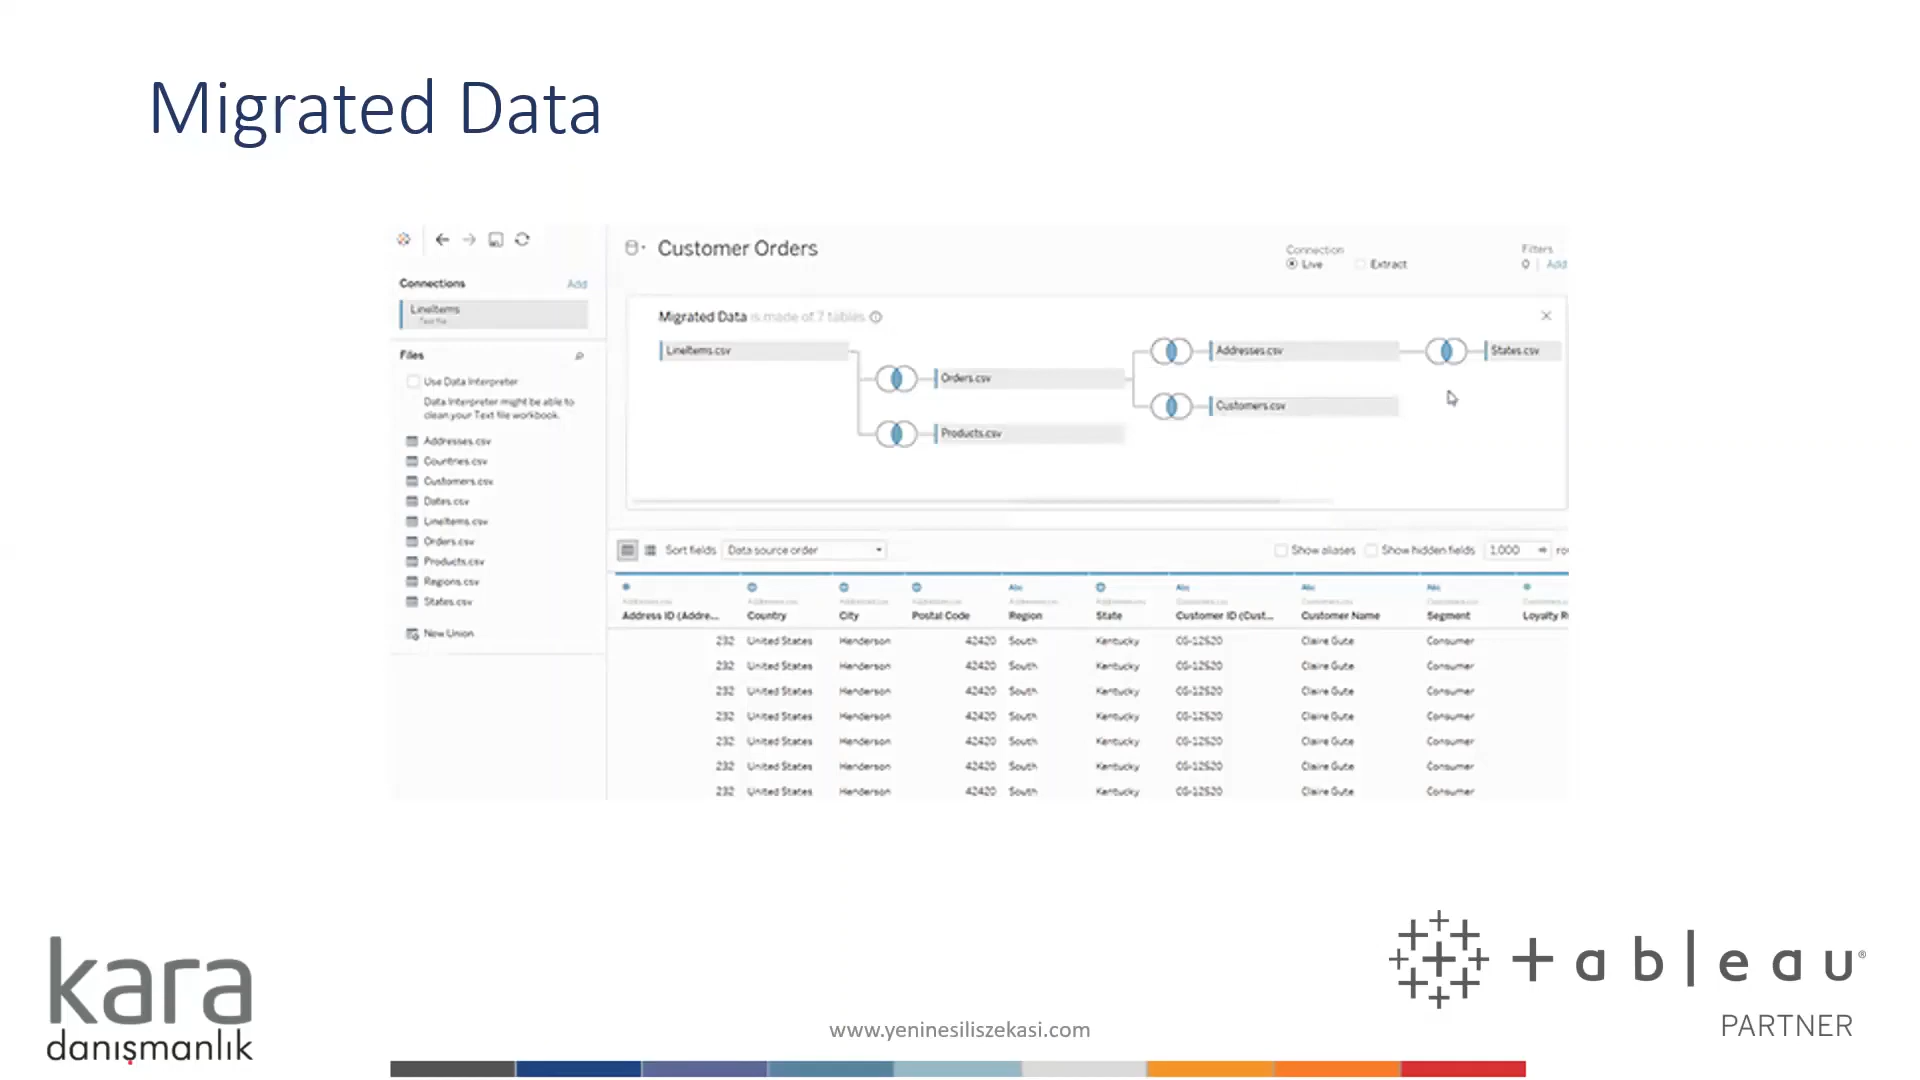 Migrated Data
Customer Orders
Connection
Live
Extract
Filters
0 | Add
Connections
Add
LineItems
Text file
Files
Use Data Interpreter
Data Interpreter might be able to
clean your Text file workbook.
Addresses.csv
Countries.csv
Customers.csv
Dates.csv
LineItems.csv
Orders.csv
Products.csv
Regions.csv
States.csv
New Union
Migrated Data is made of 7 tables
LineItems.csv
Orders.csv
Products.csv
Addresses.csv
Customers.csv
States.csv
Sort fields
Data source order
Show aliases
Show hidden fields
1,000
Abc Abc Abc Abc
Address ID (Addre... Country City Postal Code Region State Customer ID (Cust... Customer Name Segment Loyalty R
232 United States Henderson 42420 South Kentucky CG-12520 Claire Gute Consumer
232 United States Henderson 42420 South Kentucky CG-12520 Claire Gute Consumer
232 United States Henderson 42420 South Kentucky CG-12520 Claire Gute Consumer
232 United States Henderson 42420 South Kentucky CG-12520 Claire Gute Consumer
232 United States Henderson 42420 South Kentucky CG-12520 Claire Gute Consumer
232 United States Henderson 42420 South Kentucky CG-12520 Claire Gute Consumer
232 United States Henderson 42420 South Kentucky CG-12520 Claire Gute Consumer
kara
danışmanlık
www.yeninesiliszekasi.com
+ableau®
PARTNER